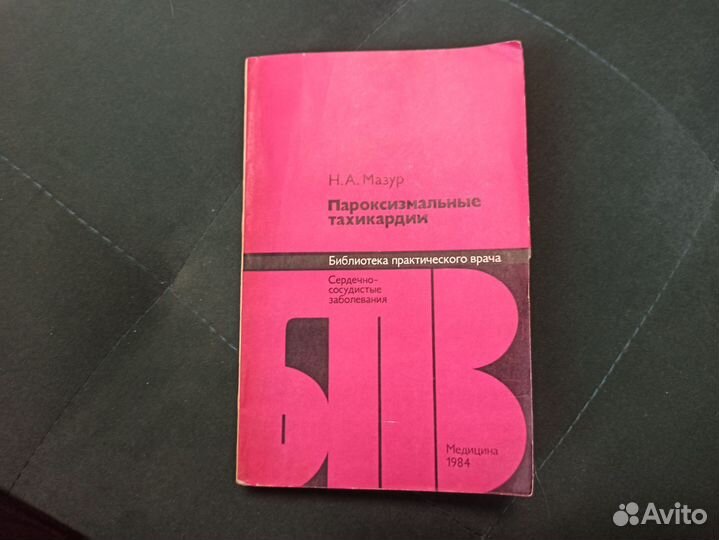 Н. А. Мазур
Пароксизмальные
тахикардии
Библиотека практического врача
Сердечно-
сосудистые
заболевания
БПВ
Медицина
1984
Avito